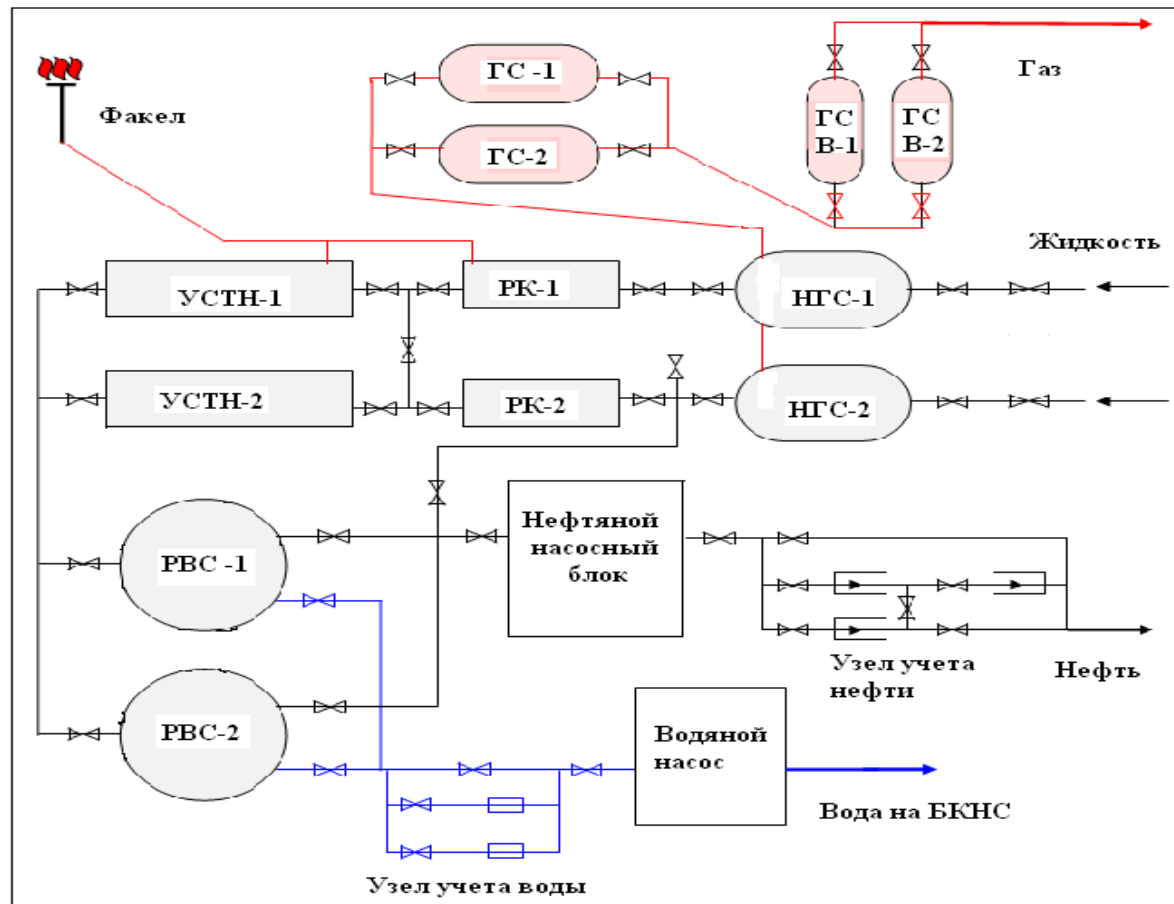 ГС -1
Газ
Факел
ГС
В-1
ГС
В-2
ГС-2
Жидкость
УСТН-1
РК-1
НГС-1
УСТН-2
РК-2
НГС-2
Нефтяной
насосный
блок
РВС -1
Узел учета
нефти
Нефть
РВС-2
Водяной
насос
Вода на БКНС
Узел учета воды